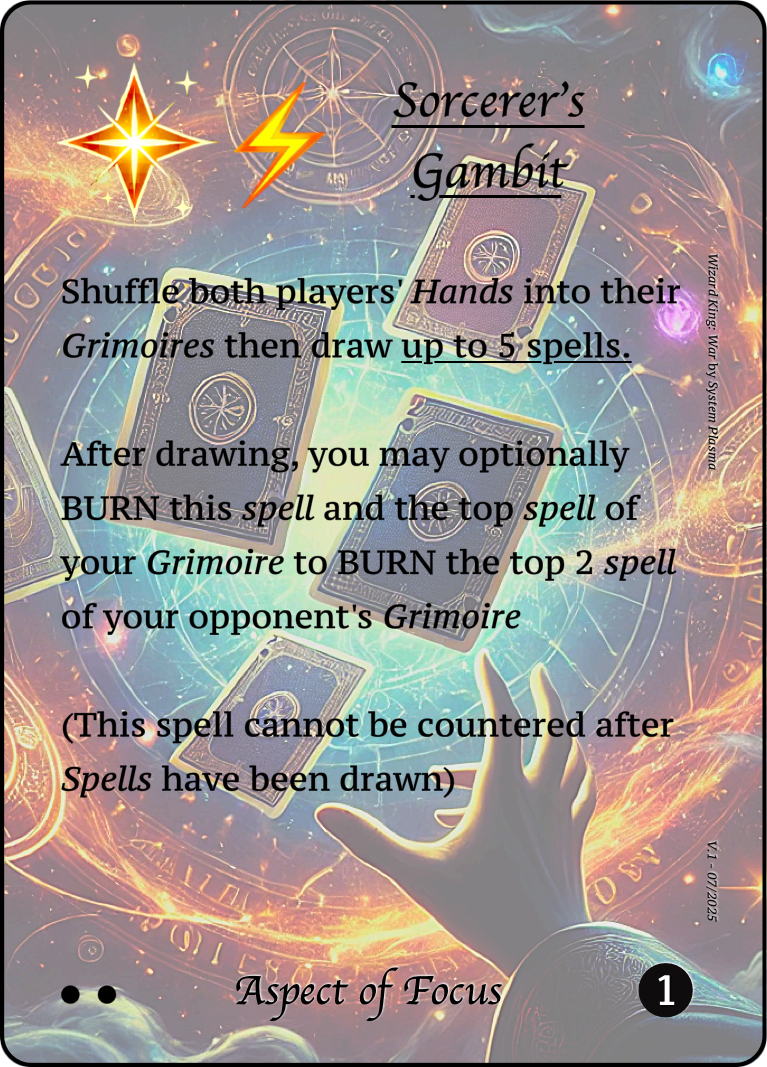 Sorcerer’s
Gambit
Shuffle both players' Hands into their
Grimoires then draw up to 5 spells.
After drawing, you may optionally
BURN this spell and the top spell of
your Grimoire to BURN the top 2 spell
of your opponent's Grimoire
(This spell cannot be countered after
Spells have been drawn)
Wizard King: War by System Plasma
V.1 - 07/2025
Aspect of Focus
1